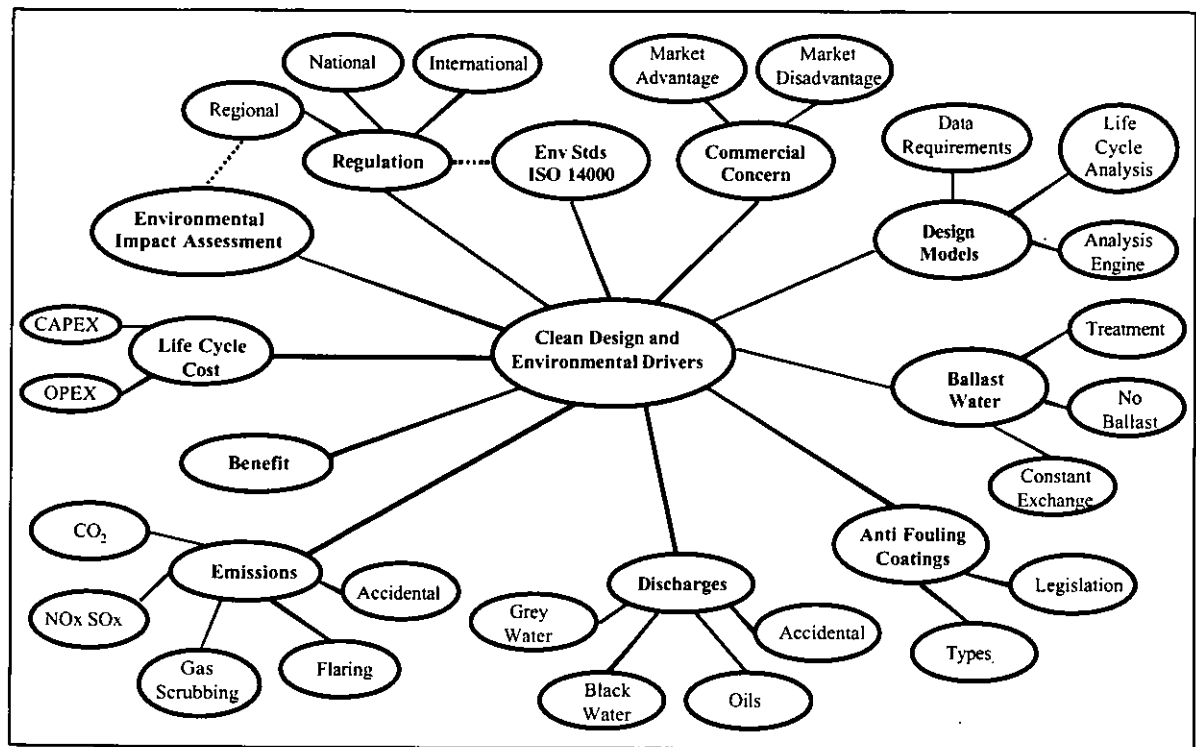 National
International
Market
Advantage
Market
Disadvantage
Regional
Data
Requirements
Life
Cycle
Analysis
Regulation
Env Stds
ISO 14000
Commercial
Concern
Environmental
Impact Assessment
Design
Models
Analysis
Engine
CAPEX
Life Cycle
Cost
OPEX
Clean Design and
Environmental Drivers
Treatment
Ballast
Water
No
Ballast
Benefit
Constant
Exchange
CO₂
Emissions
Accidental
NOx SOx
Gas
Scrubbing
Flaring
Discharges
Grey
Water
Accidental
Black
Water
Oils
Anti Fouling
Coatings
Legislation
Types